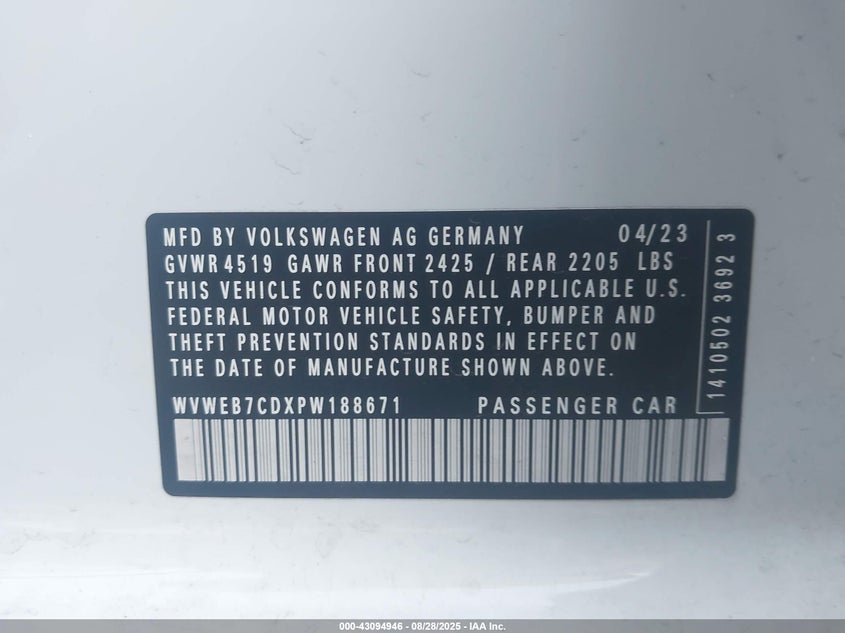 MFD BY VOLKSWAGEN AG GERMANY 04/23
GVWR 4519 GAWR FRONT 2425 / REAR 2205 LBS
THIS VEHICLE CONFORMS TO ALL APPLICABLE U.S.
FEDERAL MOTOR VEHICLE SAFETY, BUMPER AND
THEFT PREVENTION STANDARDS IN EFFECT ON
THE DATE OF MANUFACTURE SHOWN ABOVE.
WVWEB7CDXPW188671 PASSENGER CAR
1410502 3692 3
000-43094946 - 08/28/2025 - IAA Inc.